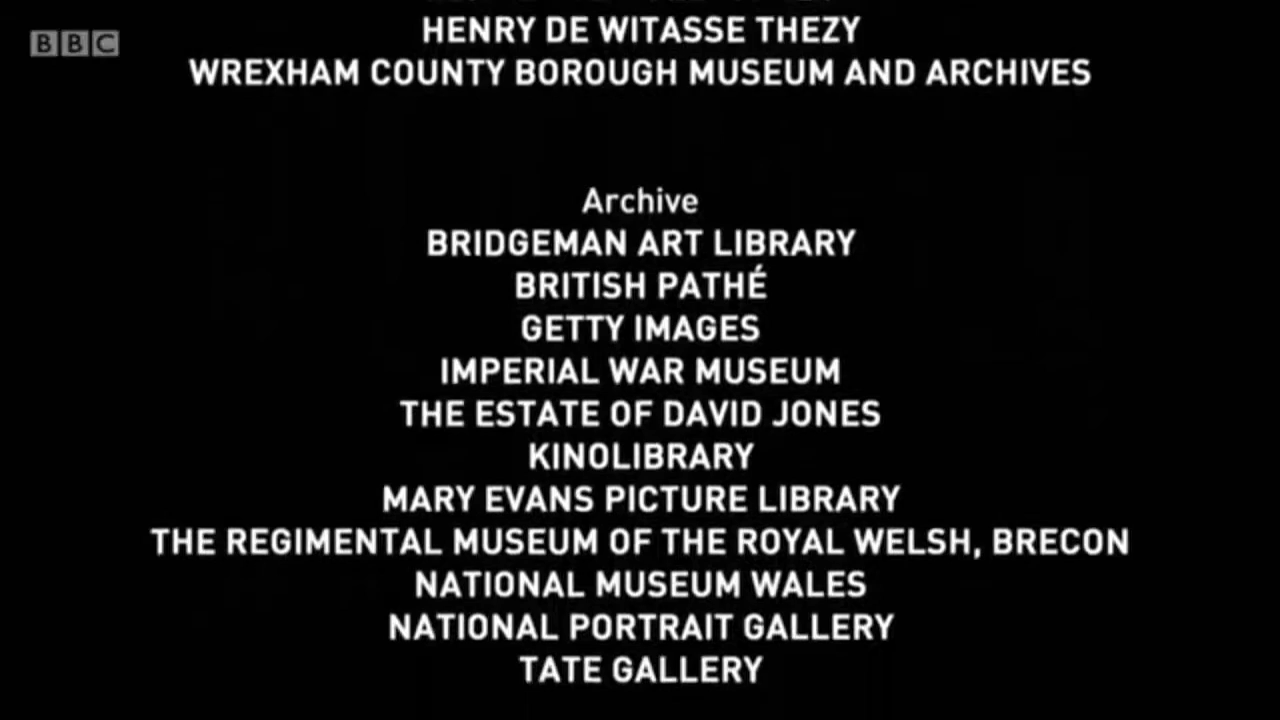 BBC
HENRY DE WITASSE THEZY
WREXHAM COUNTY BOROUGH MUSEUM AND ARCHIVES
Archive
BRIDGEMAN ART LIBRARY
BRITISH PATHÉ
GETTY IMAGES
IMPERIAL WAR MUSEUM
THE ESTATE OF DAVID JONES
KINOLIBRARY
MARY EVANS PICTURE LIBRARY
THE REGIMENTAL MUSEUM OF THE ROYAL WELSH, BRECON
NATIONAL MUSEUM WALES
NATIONAL PORTRAIT GALLERY
TATE GALLERY